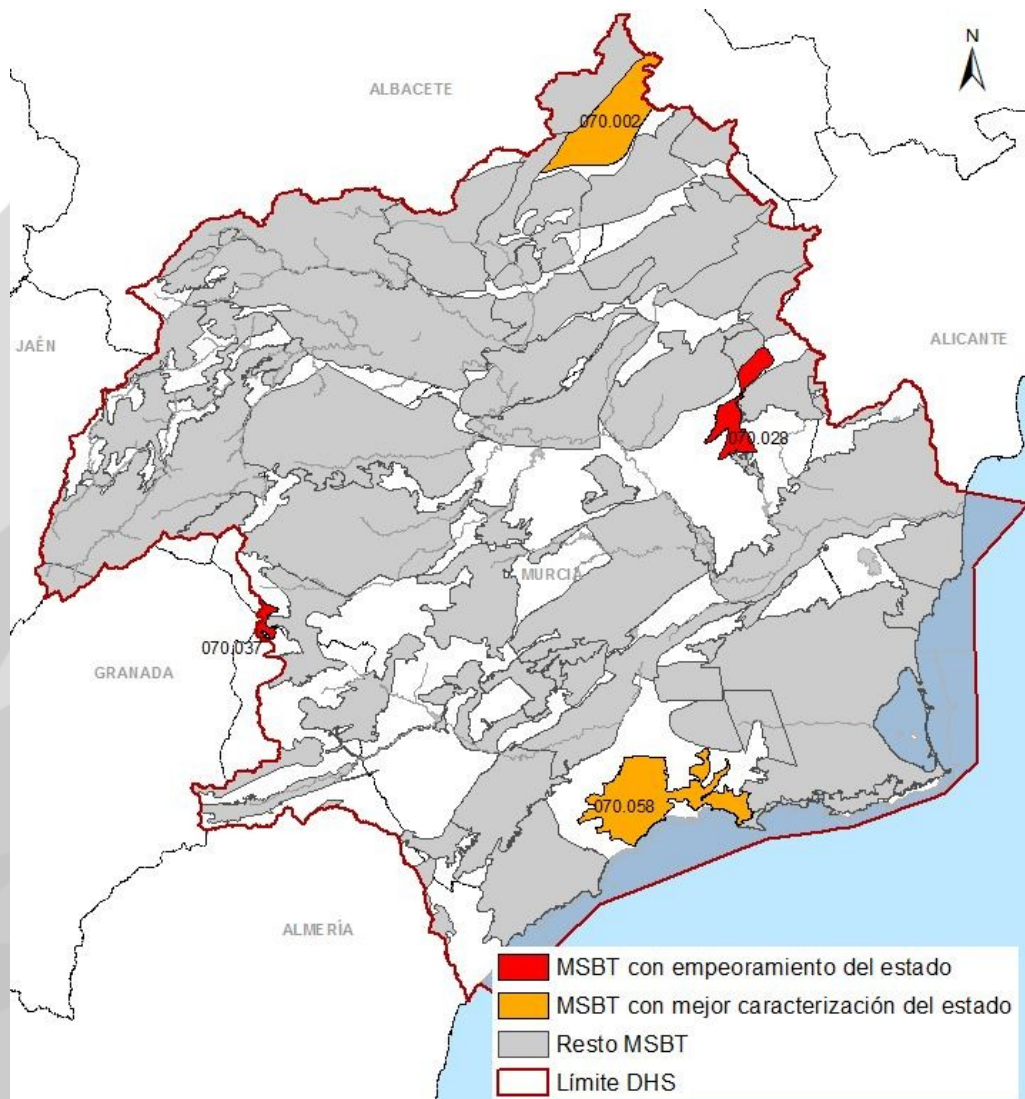 N
ALBACETE
070.002
JAÉN
ALICANTE
070.028
MURCIA
070.037
GRANADA
070.058
ALMERÍA
MSBT con empeoramiento del estado
MSBT con mejor caracterización del estado
Resto MSBT
Límite DHS